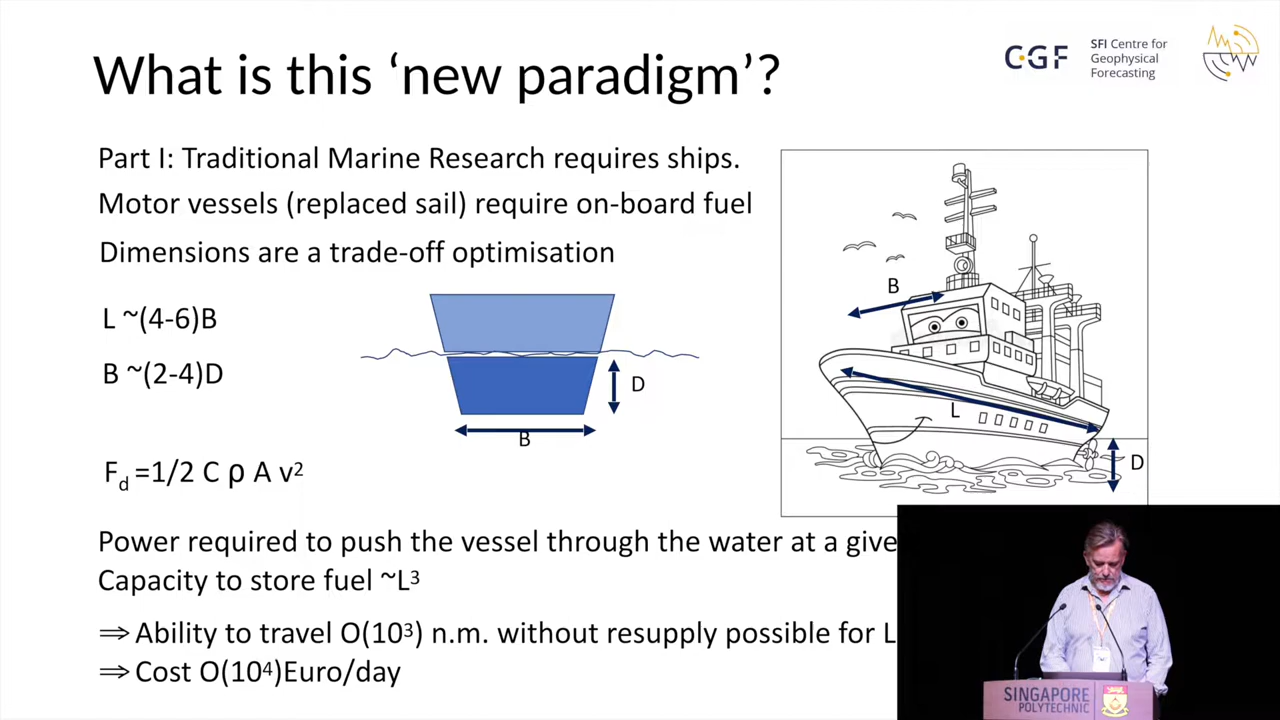 What is this ‘new paradigm’?
CGF
SFI Centre for
Geophysical
Forecasting
Part I: Traditional Marine Research requires ships.
Motor vessels (replaced sail) require on-board fuel
Dimensions are a trade-off optimisation
L ~(4-6)B
B ~(2-4)D
D
B
B
L
D
F_d =1/2 C ρ A v²
Power required to push the vessel through the water at a give
Capacity to store fuel ~L³
⇒ Ability to travel O(10³) n.m. without resupply possible for L
⇒ Cost O(10⁴)Euro/day
SINGAPORE
POLYTECHNIC